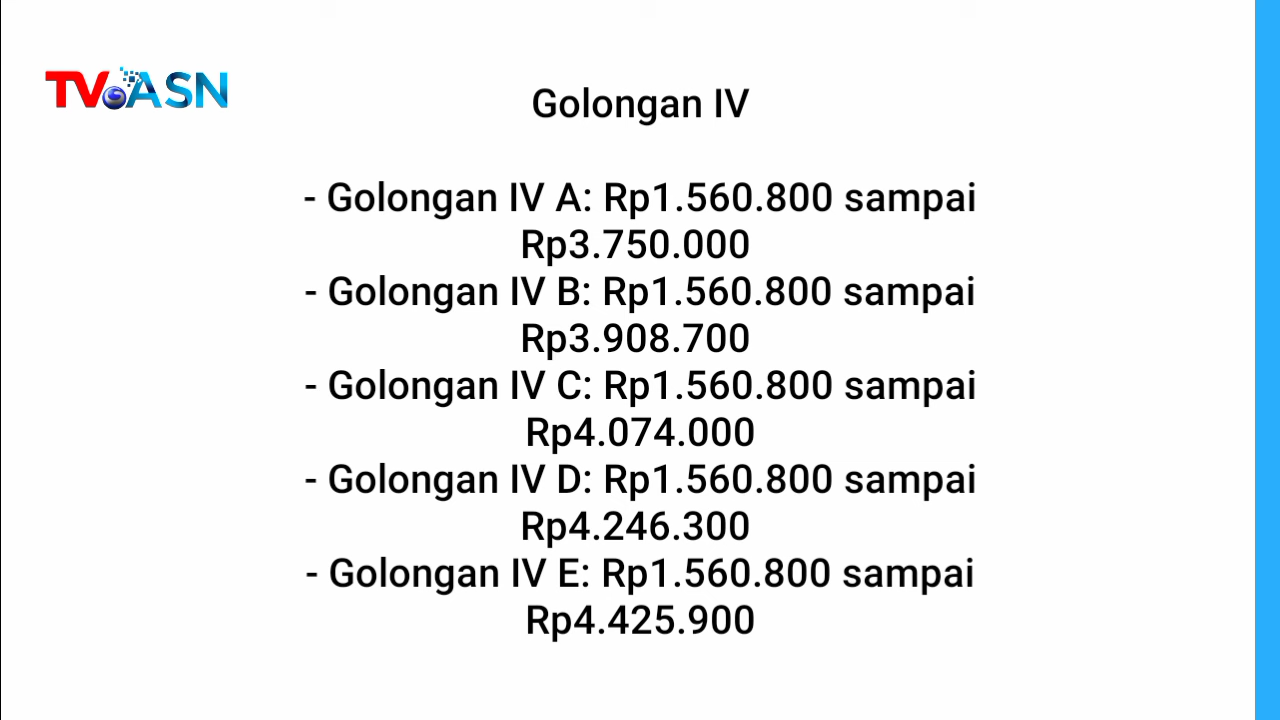 TV ASN
Golongan IV
- Golongan IV A: Rp1.560.800 sampai
Rp3.750.000
- Golongan IV B: Rp1.560.800 sampai
Rp3.908.700
- Golongan IV C: Rp1.560.800 sampai
Rp4.074.000
- Golongan IV D: Rp1.560.800 sampai
Rp4.246.300
- Golongan IV E: Rp1.560.800 sampai
Rp4.425.900